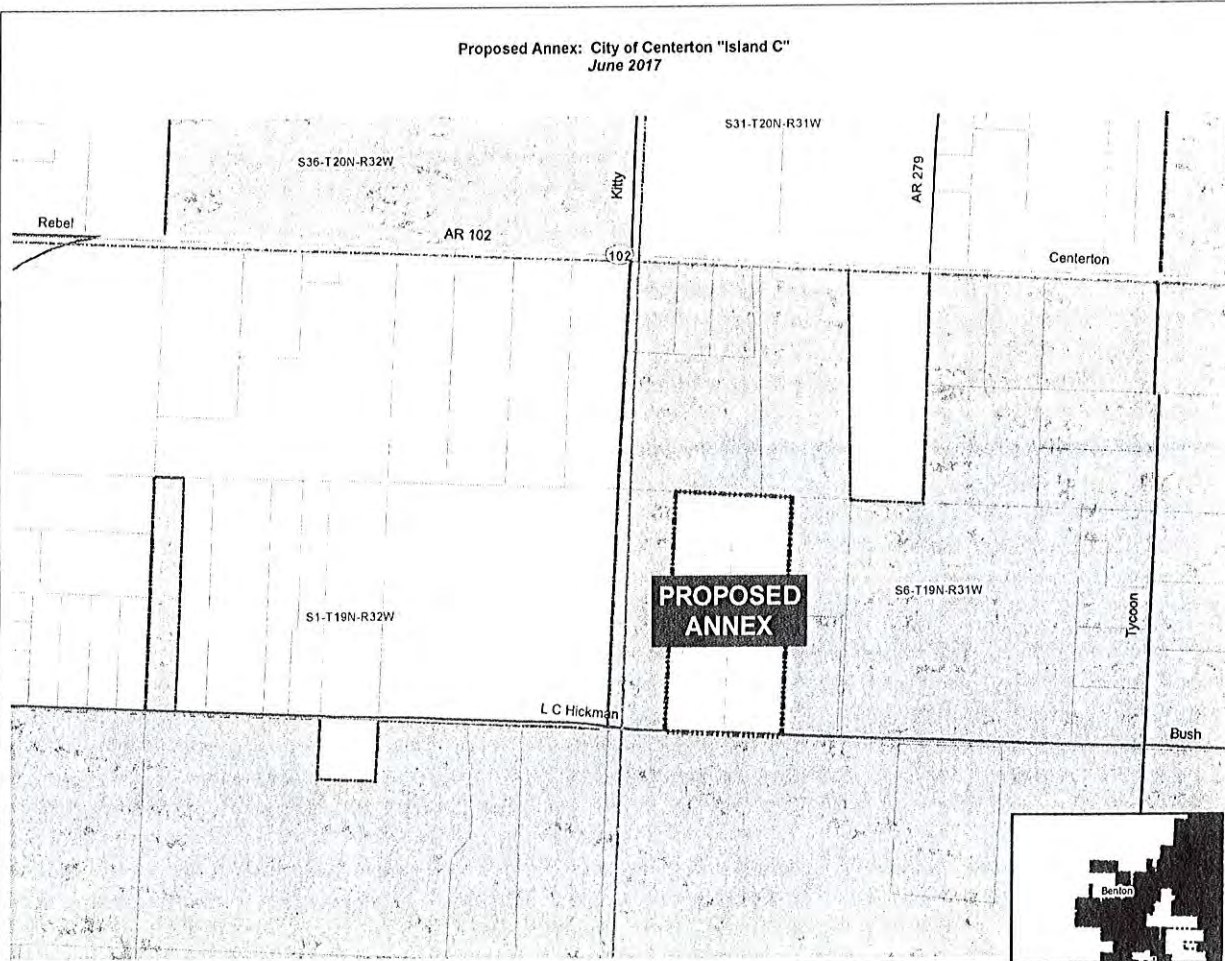 Proposed Annex: City of Centerton "Island C"
June 2017
S31-T20N-R31W
S36-T20N-R32W
Kitty
AR 279
Rebel
AR 102
102
Centerton
PROPOSED
ANNEX
S6-T19N-R31W
S1-T19N-R32W
Tycoon
L C Hickman
Bush
Benton